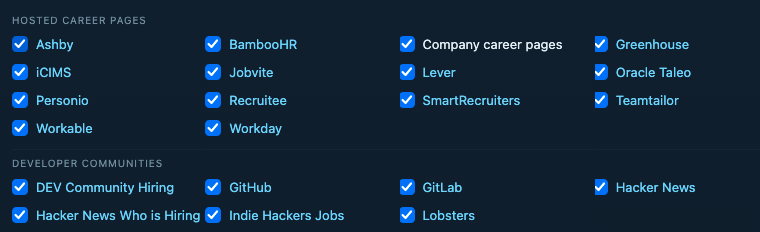 HOSTED CAREER PAGES
Ashby BambooHR Company career pages Greenhouse
iCIMS Jobvite Lever Oracle Taleo
Personio Recruitee SmartRecruiters Teamtailor
Workable Workday
DEVELOPER COMMUNITIES
DEV Community Hiring GitHub GitLab Hacker News
Hacker News Who is Hiring Indie Hackers Jobs Lobsters